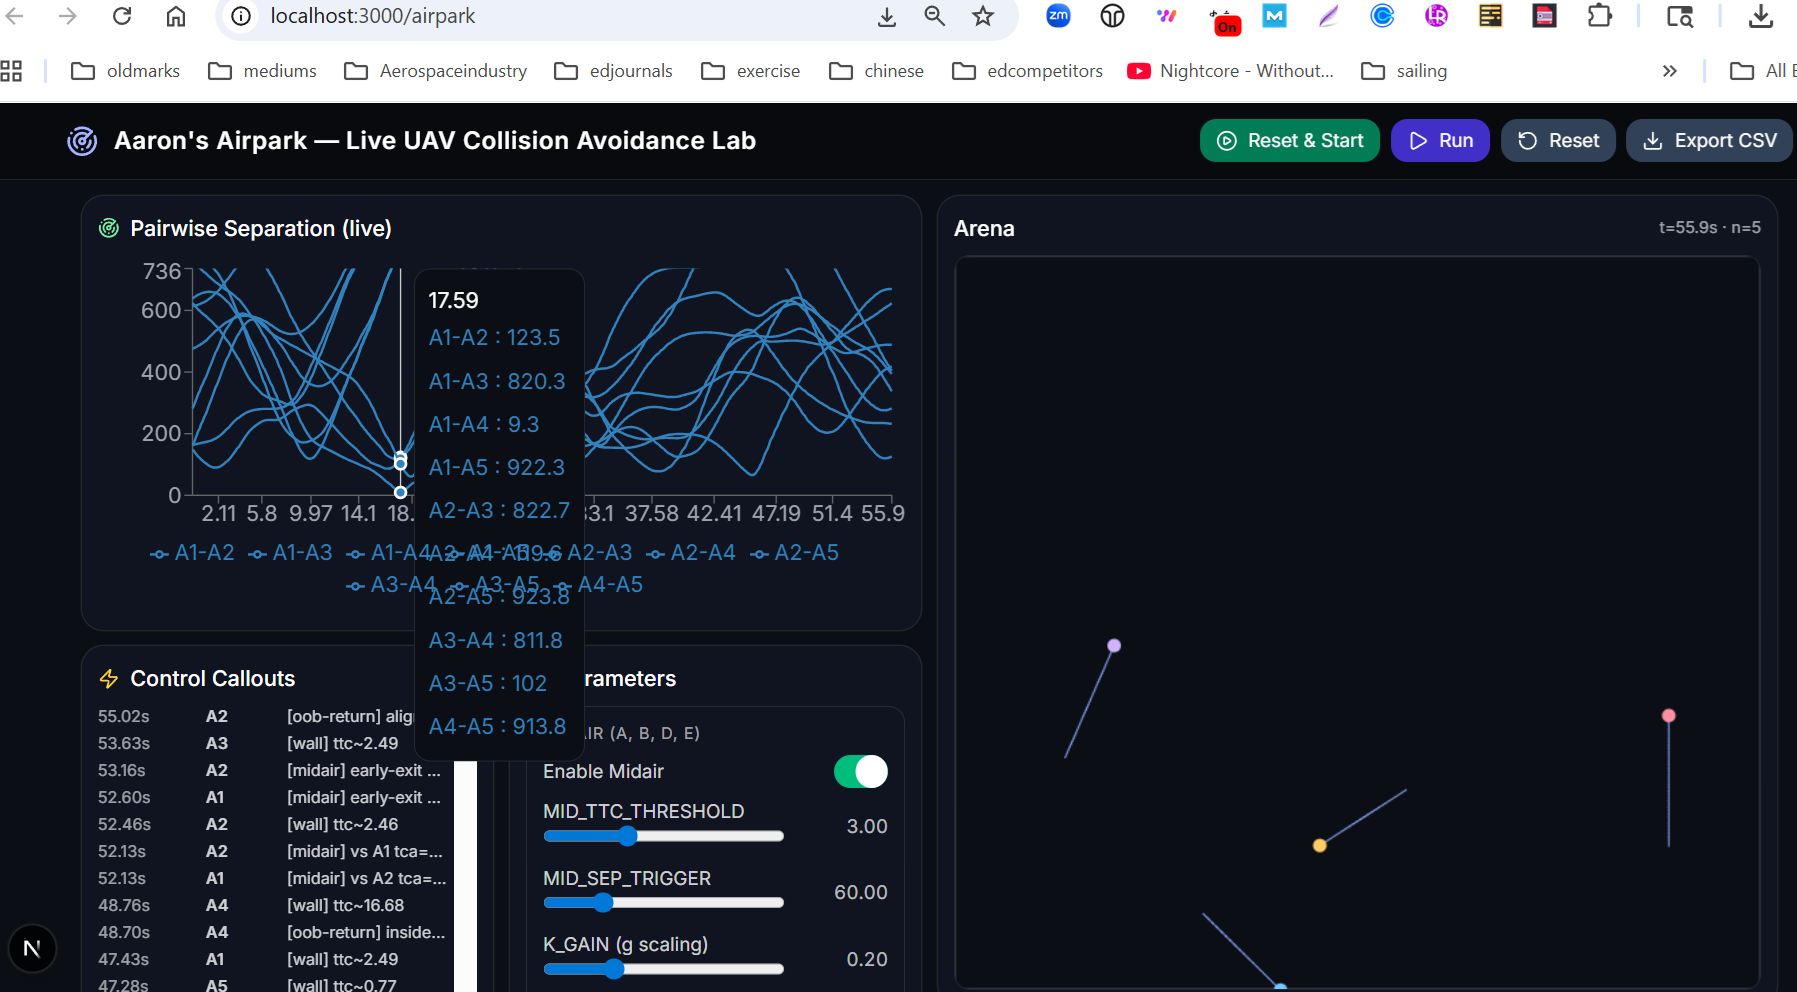 localhost:3000/airpark
zm
On
M
oldmarks
mediums
Aerospaceindustry
edjournals
exercise
chinese
edcompetitors
Nightcore - Without...
sailing
»
All
Aaron's Airpark — Live UAV Collision Avoidance Lab
Reset & Start
Run
Reset
Export CSV
Pairwise Separation (live)
736
600
400
200
0
2.11 5.8 9.97 14.1 18. 33.1 37.58 42.41 47.19 51.4 55.9
17.59
A1-A2 : 123.5
A1-A3 : 820.3
A1-A4 : 9.3
A1-A5 : 922.3
A2-A3 : 822.7
A2-A4 : 119.6
A2-A5 : 923.8
A3-A4 : 811.8
A3-A5 : 102
A4-A5 : 913.8
A1-A2 A1-A3 A1-A4 A1-A5 A2-A3 A2-A4 A2-A5
A3-A4 A3-A5 A4-A5
Control Callouts
55.02s A2 [oob-return] alig
53.63s A3 [wall] ttc~2.49
53.16s A2 [midair] early-exit ...
52.60s A1 [midair] early-exit ...
52.46s A2 [wall] ttc~2.46
52.13s A2 [midair] vs A1 tca=...
52.13s A1 [midair] vs A2 tca=...
48.76s A4 [wall] ttc~16.68
48.70s A4 [oob-return] inside...
47.43s A1 [wall] ttc~2.49
47.28s A5 [wall] ttc~0.77
N
rameters
AIR (A, B, D, E)
Enable Midair
MID_TTC_THRESHOLD
3.00
MID_SEP_TRIGGER
60.00
K_GAIN (g scaling)
0.20
Arena
t=55.9s · n=5